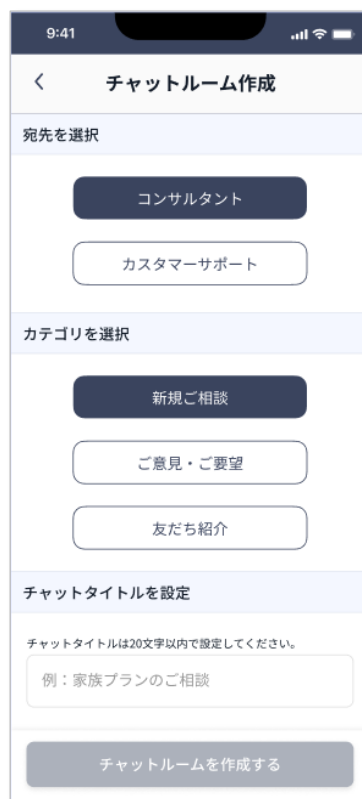 9:41
チャットルーム作成
宛先を選択
コンサルタント
カスタマーサポート
カテゴリを選択
新規ご相談
ご意見・ご要望
友だち紹介
チャットタイトルを設定
チャットタイトルは20文字以内で設定してください。
例：家族プランのご相談
チャットルームを作成する